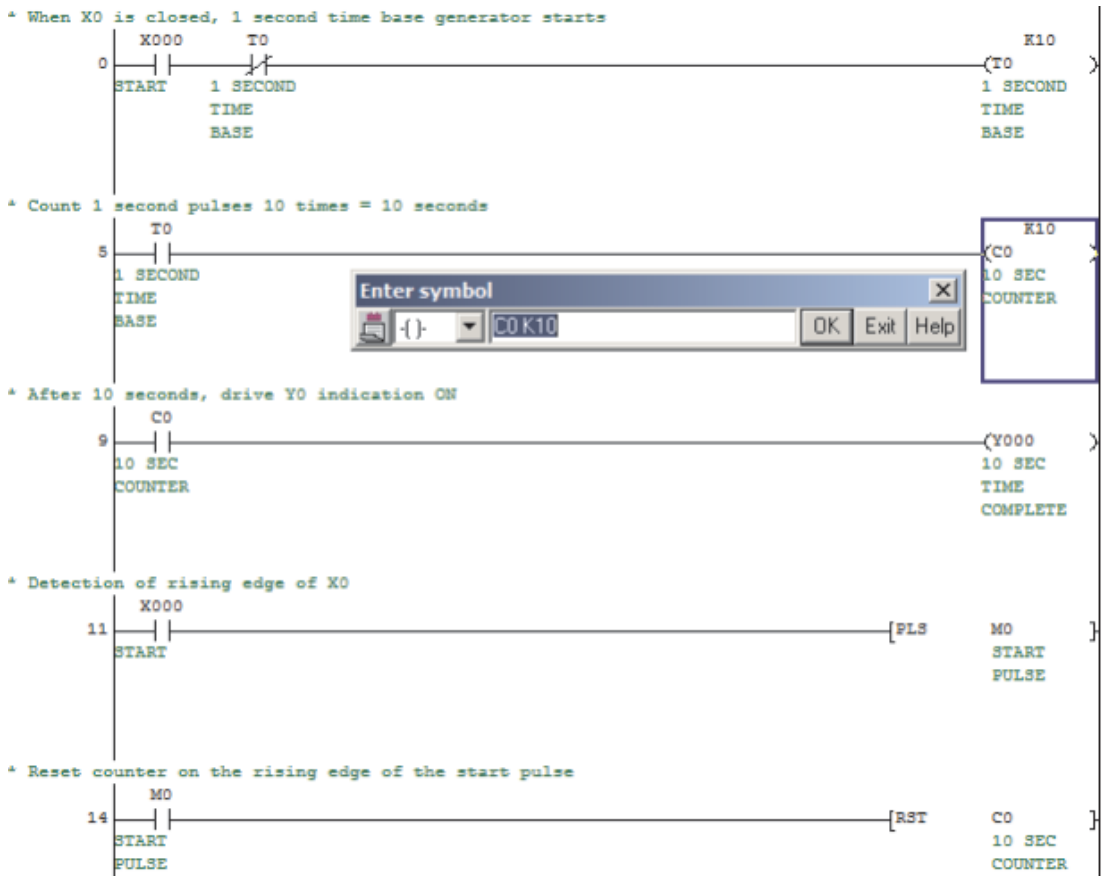 * When X0 is closed, 1 second time base generator starts
X000 T0 K10
0 (T0 )
START 1 SECOND 1 SECOND
TIME TIME
BASE BASE
* Count 1 second pulses 10 times = 10 seconds
T0 K10
5 (C0 )
1 SECOND 10 SEC
TIME COUNTER
BASE
Enter symbol
-( )- C0 K10 OK Exit Help
* After 10 seconds, drive Y0 indication ON
C0
9 (Y000 )
10 SEC 10 SEC
COUNTER TIME
COMPLETE
* Detection of rising edge of X0
X000
11 [PLS M0 ]
START START
PULSE
* Reset counter on the rising edge of the start pulse
M0
14 [RST C0 ]
START 10 SEC
PULSE COUNTER